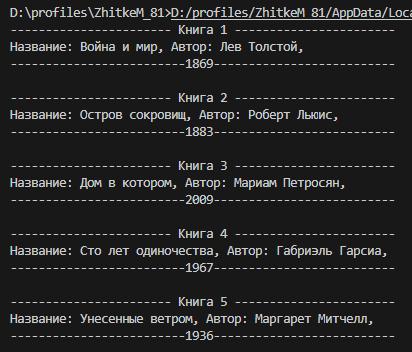 D:\profiles\ZhitkeM_81>D:/profiles/ZhitkeM_81/AppData/Loca
----------------------- Книга 1 -----------------------
Название: Война и мир, Автор: Лев Толстой,
-------------------------1869--------------------------
----------------------- Книга 2 -----------------------
Название: Остров сокровищ, Автор: Роберт Льюис,
-------------------------1883--------------------------
----------------------- Книга 3 -----------------------
Название: Дом в котором, Автор: Мариам Петросян,
-------------------------2009--------------------------
----------------------- Книга 4 -----------------------
Название: Сто лет одиночества, Автор: Габриэль Гарсиа,
-------------------------1967--------------------------
----------------------- Книга 5 -----------------------
Название: Унесенные ветром, Автор: Маргарет Митчелл,
-------------------------1936--------------------------